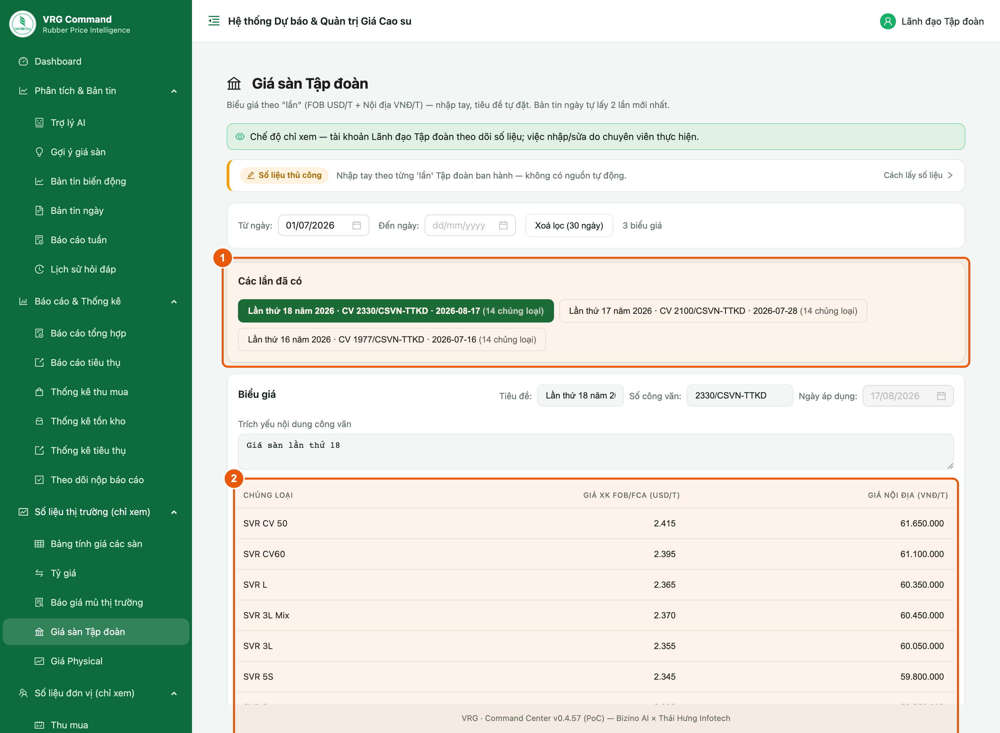 VRG Command
Rubber Price Intelligence
Dashboard
Phân tích & Bản tin
Trợ lý AI
Gợi ý giá sàn
Bản tin biến động
Bản tin ngày
Báo cáo tuần
Lịch sử hỏi đáp
Báo cáo & Thống kê
Báo cáo tổng hợp
Báo cáo tiêu thụ
Thống kê thu mua
Thống kê tồn kho
Thống kê tiêu thụ
Theo dõi nộp báo cáo
Số liệu thị trường (chỉ xem)
Bảng tính giá các sàn
Tỷ giá
Báo giá mủ thị trường
Giá sàn Tập đoàn
Giá Physical
Số liệu đơn vị (chỉ xem)
Thu mua
Hệ thống Dự báo & Quản trị Giá Cao su
Lãnh đạo Tập đoàn
Giá sàn Tập đoàn
Biểu giá theo "lần" (FOB USD/T + Nội địa VNĐ/T) — nhập tay, tiêu đề tự đặt. Bản tin ngày tự lấy 2 lần mới nhất.
Chế độ chỉ xem — tài khoản Lãnh đạo Tập đoàn theo dõi số liệu; việc nhập/sửa do chuyên viên thực hiện.
Số liệu thủ công Nhập tay theo từng 'lần' Tập đoàn ban hành — không có nguồn tự động. Cách lấy số liệu
Từ ngày: 01/07/2026 Đến ngày: dd/mm/yyyy Xoá lọc (30 ngày) 3 biểu giá
1
Các lần đã có
Lần thứ 18 năm 2026 · CV 2330/CSVN-TTKD · 2026-08-17 (14 chủng loại) Lần thứ 17 năm 2026 · CV 2100/CSVN-TTKD · 2026-07-28 (14 chủng loại)
Lần thứ 16 năm 2026 · CV 1977/CSVN-TTKD · 2026-07-16 (14 chủng loại)
Biểu giá Tiêu đề: Lần thứ 18 năm 2 Số công văn: 2330/CSVN-TTKD Ngày áp dụng: 17/08/2026
Trích yếu nội dung công văn
Giá sàn lần thứ 18
2
CHỦNG LOẠI GIÁ XK FOB/FCA (USD/T) GIÁ NỘI ĐỊA (VNĐ/T)
SVR CV 50 2.415 61.650.000
SVR CV60 2.395 61.100.000
SVR L 2.365 60.350.000
SVR 3L Mix 2.370 60.450.000
SVR 3L 2.355 60.050.000
SVR 5S 2.345 59.800.000
VRG · Command Center v0.4.57 (PoC) — Bizino AI × Thái Hưng Infotech